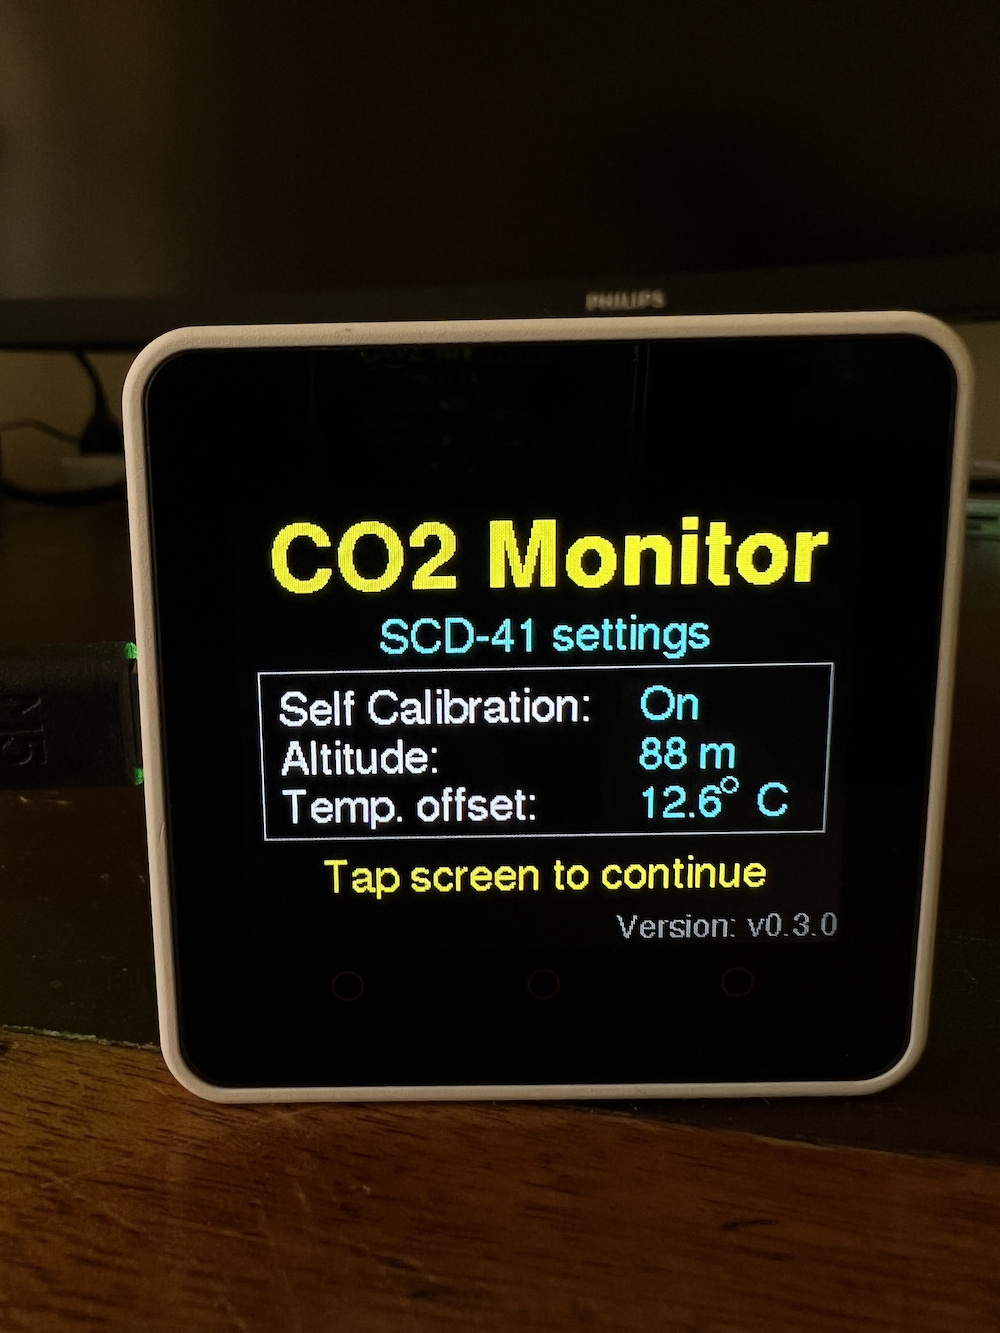 PHILIPS
CO2 Monitor
SCD-41 settings
Self Calibration: On
Altitude: 88 m
Temp. offset: 12.6° C
Tap screen to continue
Version: v0.3.0